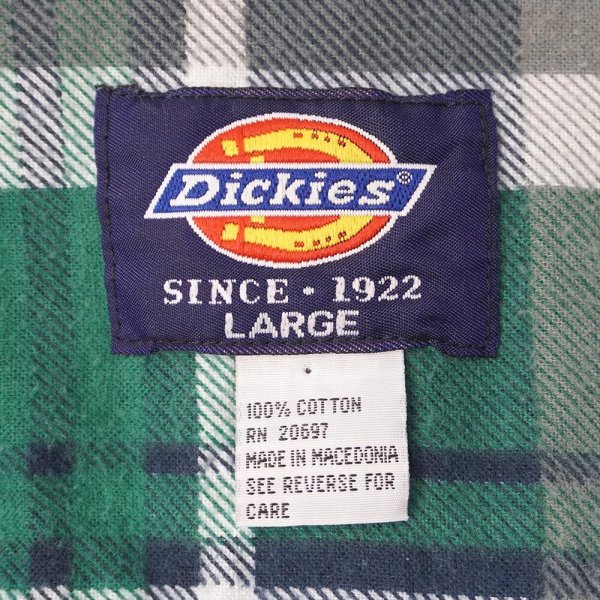 Dickies®
SINCE · 1922
LARGE
100% COTTON
RN 20697
MADE IN MACEDONIA
SEE REVERSE FOR
CARE